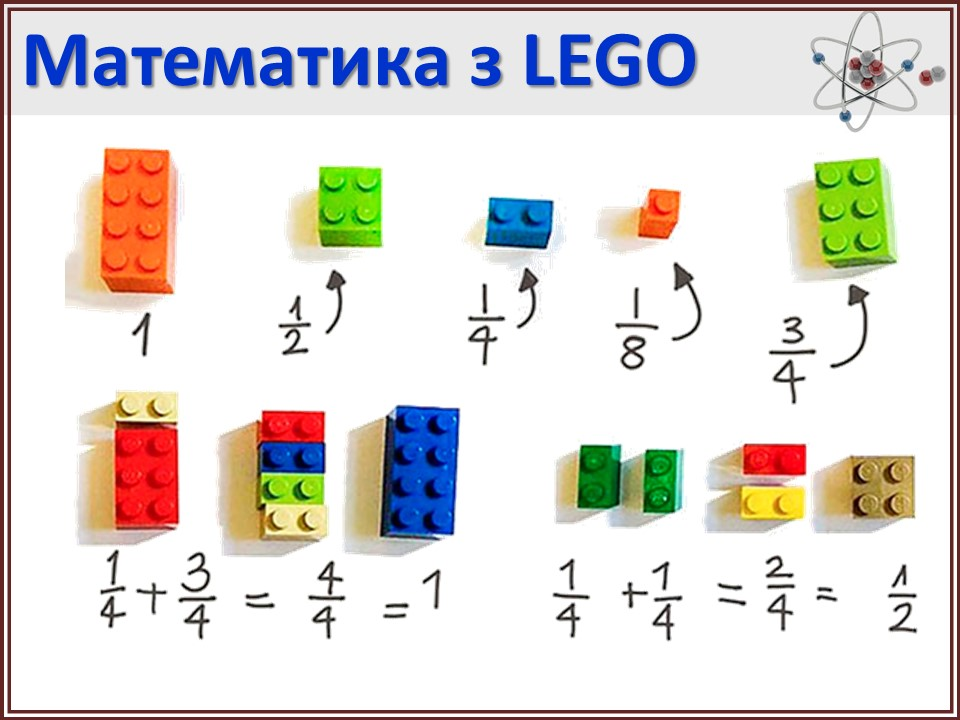 Математика з LEGO
1 1/2 1/4 1/8 3/4
1/4 + 3/4 = 4/4 = 1
1/4 + 1/4 = 2/4 = 1/2